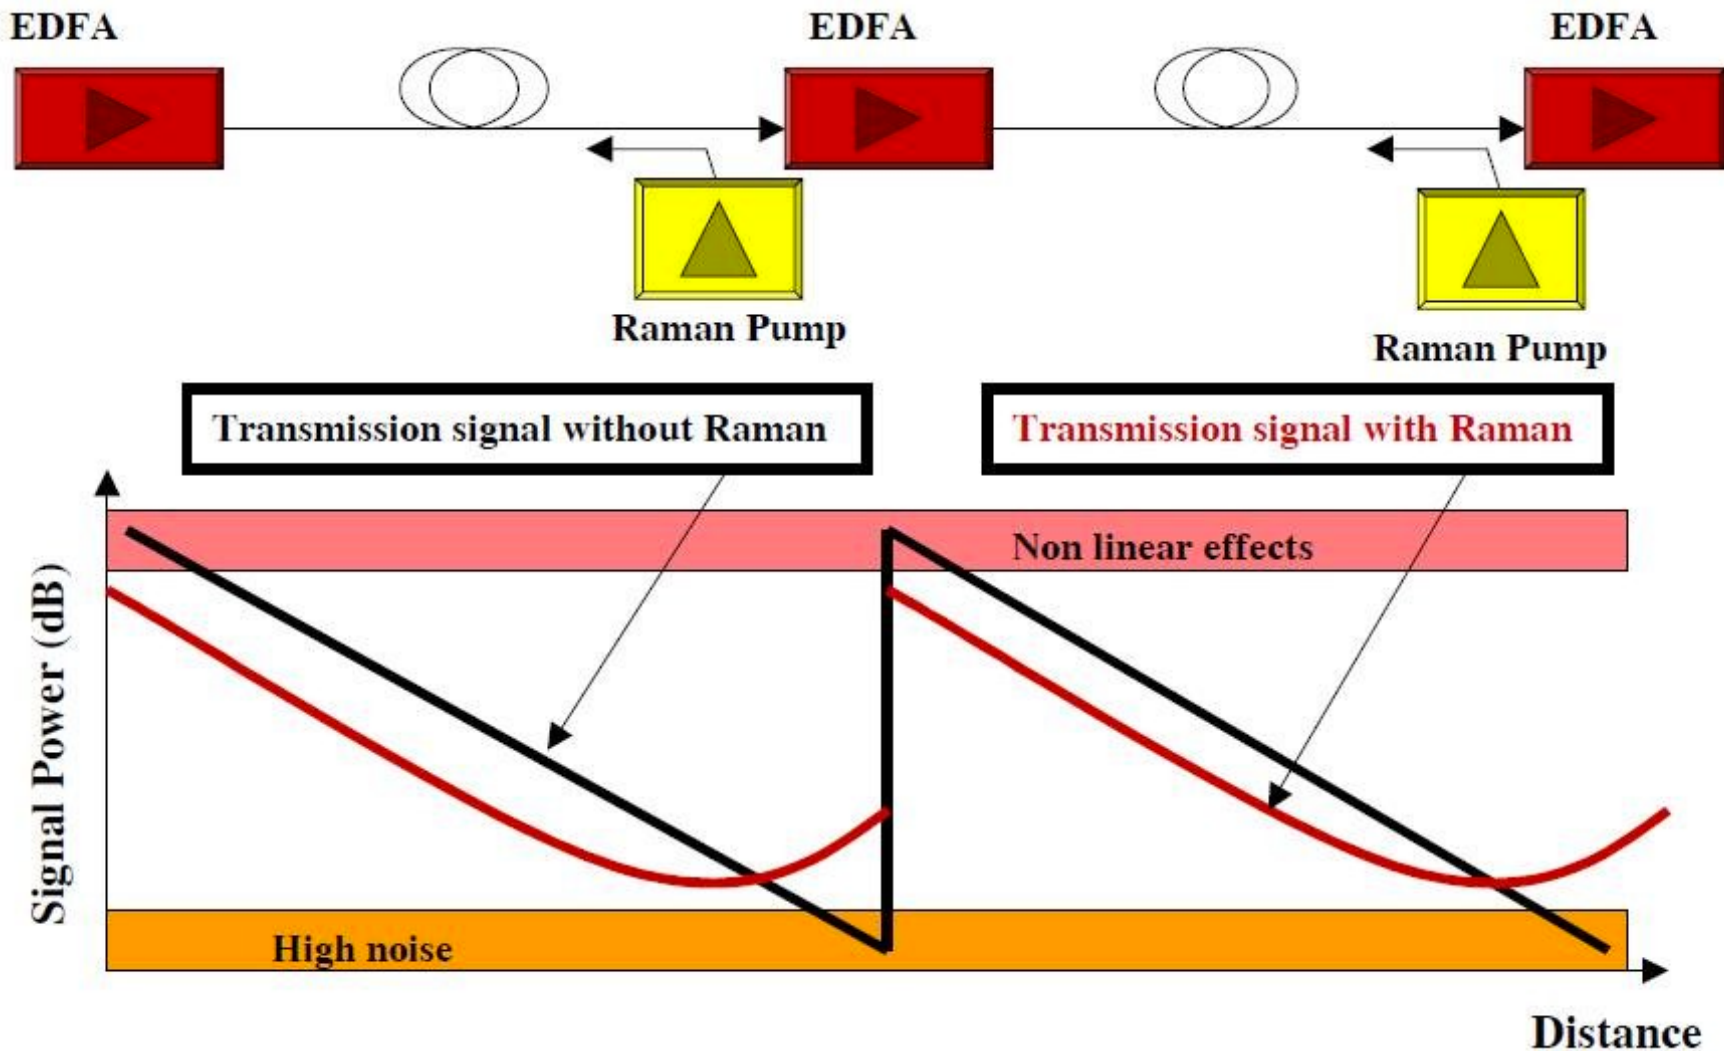 EDFA
EDFA
EDFA
Raman Pump
Raman Pump
Transmission signal without Raman
Transmission signal with Raman
Non linear effects
Signal Power (dB)
High noise
Distance